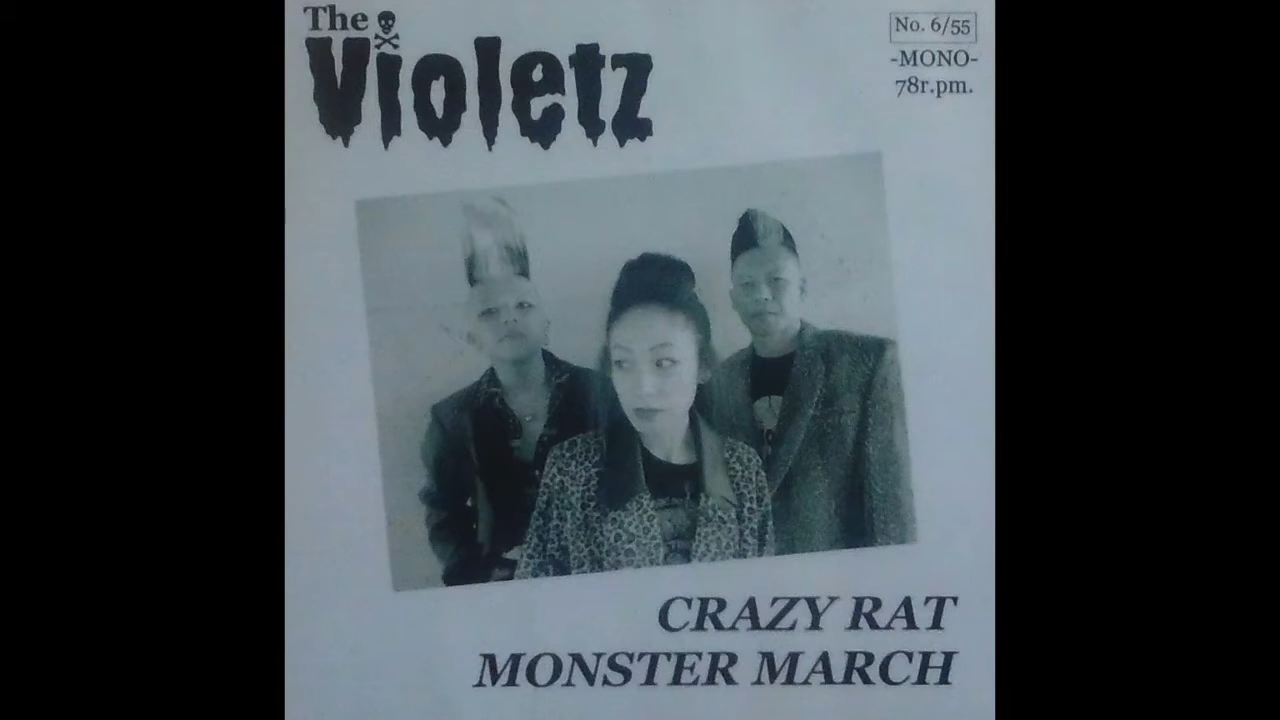 The
Violetz
No. 6/55
-MONO-
78r.pm.
CRAZY RAT
MONSTER MARCH